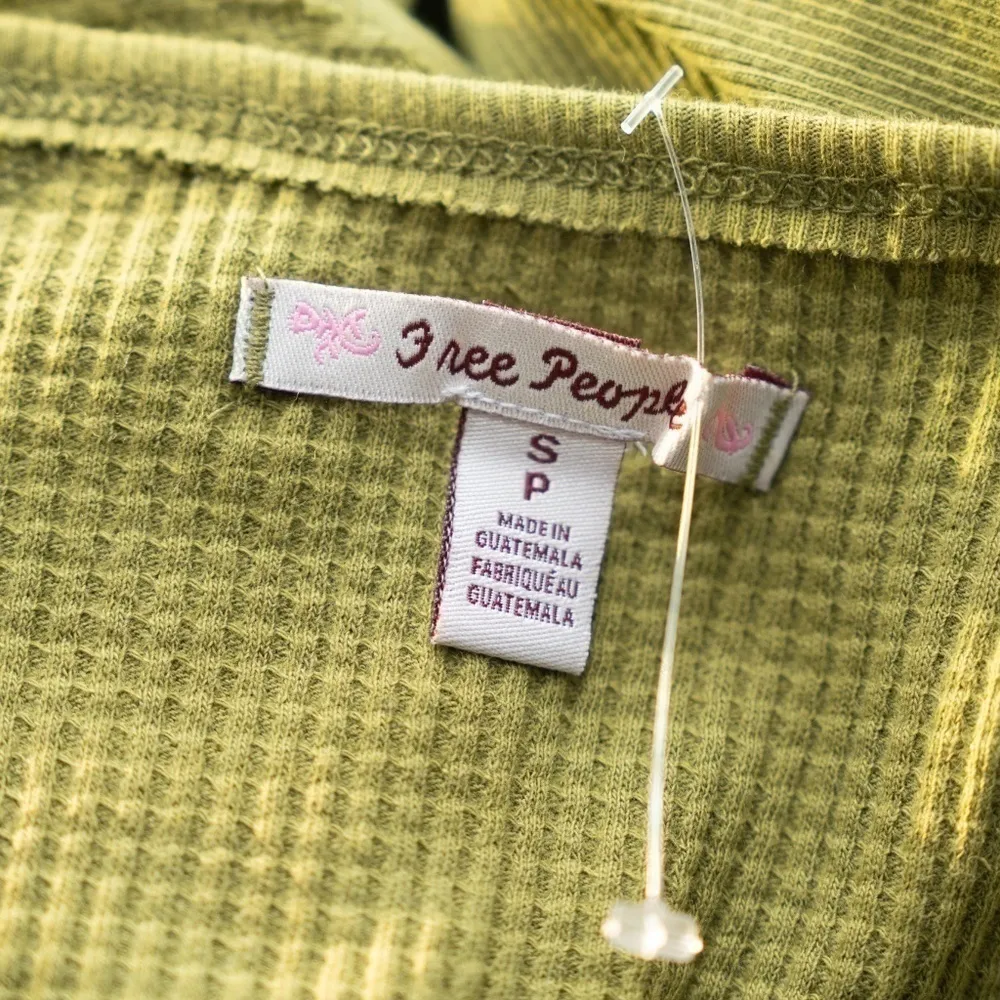 Free People
S
P
MADE IN
GUATEMALA
FABRIQUÉ AU
GUATEMALA